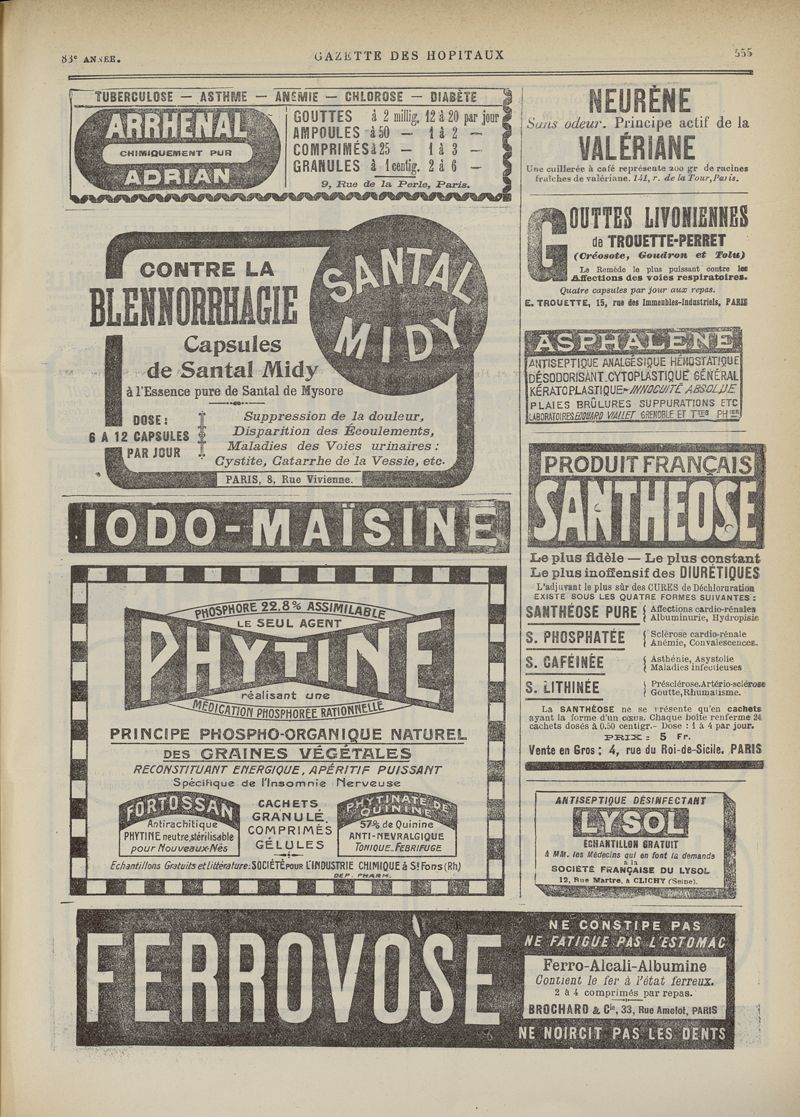 83e ANNÉE.
GAZETTE DES HOPITAUX
555
TUBERCULOSE — ASTHME — ANÉMIE — CHLOROSE — DIABÈTE
ARRHENAL
CHIMIQUEMENT PUR
ADRIAN
GOUTTES à 2 millig. 12 à 20 par jour
AMPOULES à 50 — 1 à 2 —
COMPRIMÉS à 25 — 1 à 3 —
GRANULES à 1 centig. 2 à 6 —
9, Rue de la Perle, Paris.
CONTRE LA
BLENNORRHAGIE
SANTAL
MIDY
Capsules
de Santal Midy
à l'Essence pure de Santal de Mysore
DOSE:
6 A 12 CAPSULES
PAR JOUR
Suppression de la douleur,
Disparition des Écoulements,
Maladies des Voies urinaires :
Cystite, Catarrhe de la Vessie, etc.
PARIS, 8, Rue Vivienne.
IODO-MAÏSINE
PHOSPHORE 22,8% ASSIMILABLE
LE SEUL AGENT
PHYTINE
réalisant une
MÉDICATION PHOSPHORÉE RATIONNELLE
PRINCIPE PHOSPHO-ORGANIQUE NATUREL
DES GRAINES VÉGÉTALES
RECONSTITUANT ENERGIQUE, APÉRITIF PUISSANT
Spécifique de l'Insomnie Nerveuse
FORTOSSAN
Antirachitique
PHYTINE neutre, stérilisable
pour Nouveaux-Nés
CACHETS
GRANULÉ
COMPRIMÉS
GÉLULES
PHYTINATE DE
QUININE
57% de Quinine
ANTI-NEVRALGIQUE
TONIQUE. FEBRIFUGE
Echantillons Gratuits et Littérature: SOCIÉTÉ POUR L'INDUSTRIE CHIMIQUE à St Fons (Rh)
DEP. PHARM.
NEURÈNE
Sans odeur. Principe actif de la
VALÉRIANE
Une cuillerée à café représente 200 gr de racines
fraîches de valériane. 141, r. de la Tour, Paris.
GOUTTES LIVONIENNES
de TROUETTE-PERRET
(Créosote, Goudron et Tolu)
Le Remède le plus puissant contre les
Affections des voies respiratoires.
Quatre capsules par jour aux repas.
E. TROUETTE, 15, rue des Immeubles-Industriels, PARIS
ASPHALENE
ANTISEPTIQUE ANALGÉSIQUE HÉMOSTATIQUE
DÉSODORISANT CYTOPLASTIQUE GÉNÉRAL
KÉRATOPLASTIQUE - INNOCUITÉ ABSOLUE
PLAIES BRÛLURES SUPPURATIONS ETC
LABORATOIRES EDOUARD VIALLET GRENOBLE ET Ttes PHies
PRODUIT FRANÇAIS
SANTHEOSE
Le plus fidèle — Le plus constant
Le plus inoffensif des DIURÉTIQUES
L'adjuvant le plus sûr des CURES de Déchloruration
EXISTE SOUS LES QUATRE FORMES SUIVANTES :
SANTHÉOSE PURE { Affections cardio-rénales
Albuminurie, Hydropisie
S. PHOSPHATÉE { Sclérose cardio-rénale
Anémie, Convalescences.
S. CAFÉINÉE { Asthénie, Asystolie
Maladies infectieuses
S. LITHINÉE { Présclérose. Artério-sclérose
Goutte, Rhumatisme.
La SANTHÉOSE ne se présente qu'en cachets
ayant la forme d'un cœur. Chaque boîte renferme 24
cachets dosés à 0.50 centigr. — Dose : 1 à 4 par jour.
PRIX : 5 Fr.
Vente en Gros : 4, rue du Roi-de-Sicile. PARIS
ANTISEPTIQUE DÉSINFECTANT
LYSOL
ÉCHANTILLON GRATUIT
à MM. les Médecins qui en font la demande
à la
SOCIÉTÉ FRANÇAISE DU LYSOL
12, Rue Martre, à CLICHY (Seine).
FERROVOSE
NE CONSTIPE PAS
NE FATIGUE PAS L'ESTOMAC
Ferro-Alcali-Albumine
Contient le fer à l'état ferreux.
2 à 4 comprimés par repas.
BROCHARD & Cie, 33, Rue Amelot, PARIS
NE NOIRCIT PAS LES DENTS